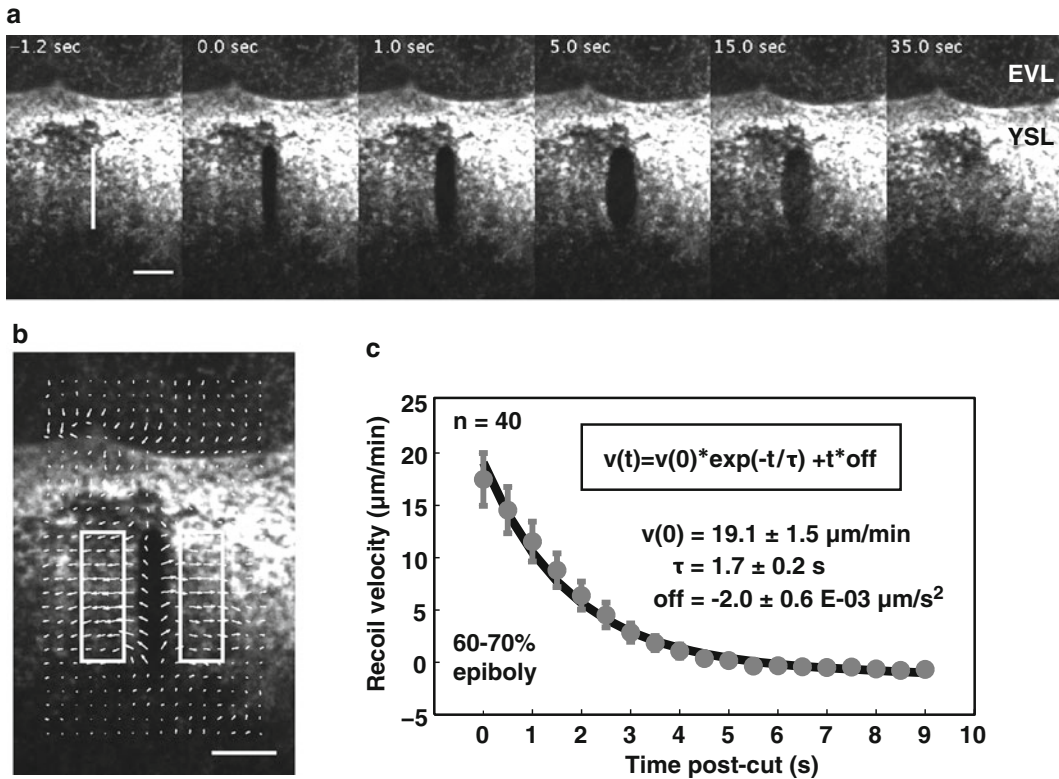 a
−1.2 sec
0.0 sec
1.0 sec
5.0 sec
15.0 sec
35.0 sec
EVL
YSL
b
c
Recoil velocity (µm/min)
25
20
15
10
5
0
−5
n = 40
v(t)=v(0)*exp(-t/τ) +t*off
v(0) = 19.1 ± 1.5 µm/min
τ = 1.7 ± 0.2 s
off = -2.0 ± 0.6 E-03 µm/s²
60-70%
epiboly
0 1 2 3 4 5 6 7 8 9 10
Time post-cut (s)